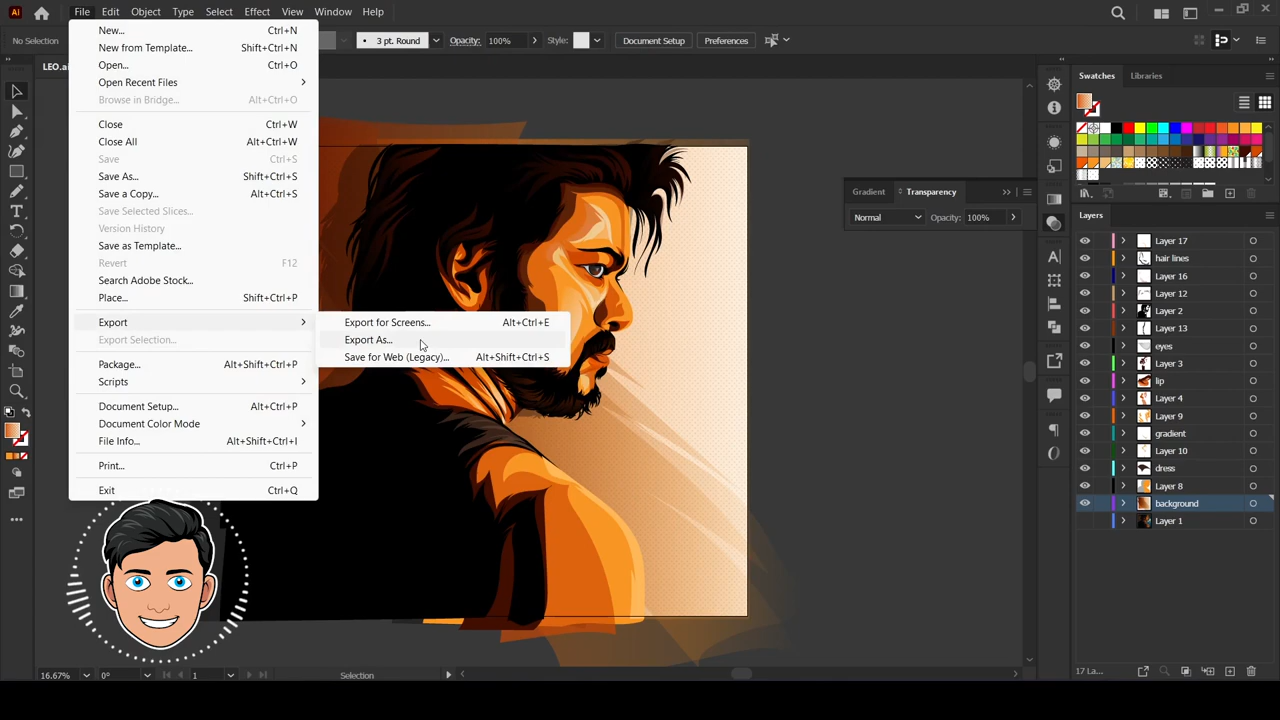 Ai
File Edit Object Type Select Effect View Window Help
No Selection
3 pt. Round
Opacity: 100%
Style:
Document Setup
Preferences
LEO.ai
New... Ctrl+N
New from Template... Shift+Ctrl+N
Open... Ctrl+O
Open Recent Files
Browse in Bridge... Alt+Ctrl+O
Close Ctrl+W
Close All Alt+Ctrl+W
Save Ctrl+S
Save As... Shift+Ctrl+S
Save a Copy... Alt+Ctrl+S
Save Selected Slices...
Version History
Save as Template...
Revert F12
Search Adobe Stock...
Place... Shift+Ctrl+P
Export
Export Selection...
Package... Alt+Shift+Ctrl+P
Scripts
Document Setup... Alt+Ctrl+P
Document Color Mode
File Info... Alt+Shift+Ctrl+I
Print... Ctrl+P
Exit Ctrl+Q
Export for Screens... Alt+Ctrl+E
Export As...
Save for Web (Legacy)... Alt+Shift+Ctrl+S
Gradient Transparency
Normal Opacity: 100%
Swatches Libraries
Layers
Layer 17
hair lines
Layer 16
Layer 12
Layer 2
Layer 13
eyes
Layer 3
lip
Layer 4
Layer 9
gradient
Layer 10
dress
Layer 8
background
Layer 1
17 La...
16.67% 0° 1 Selection